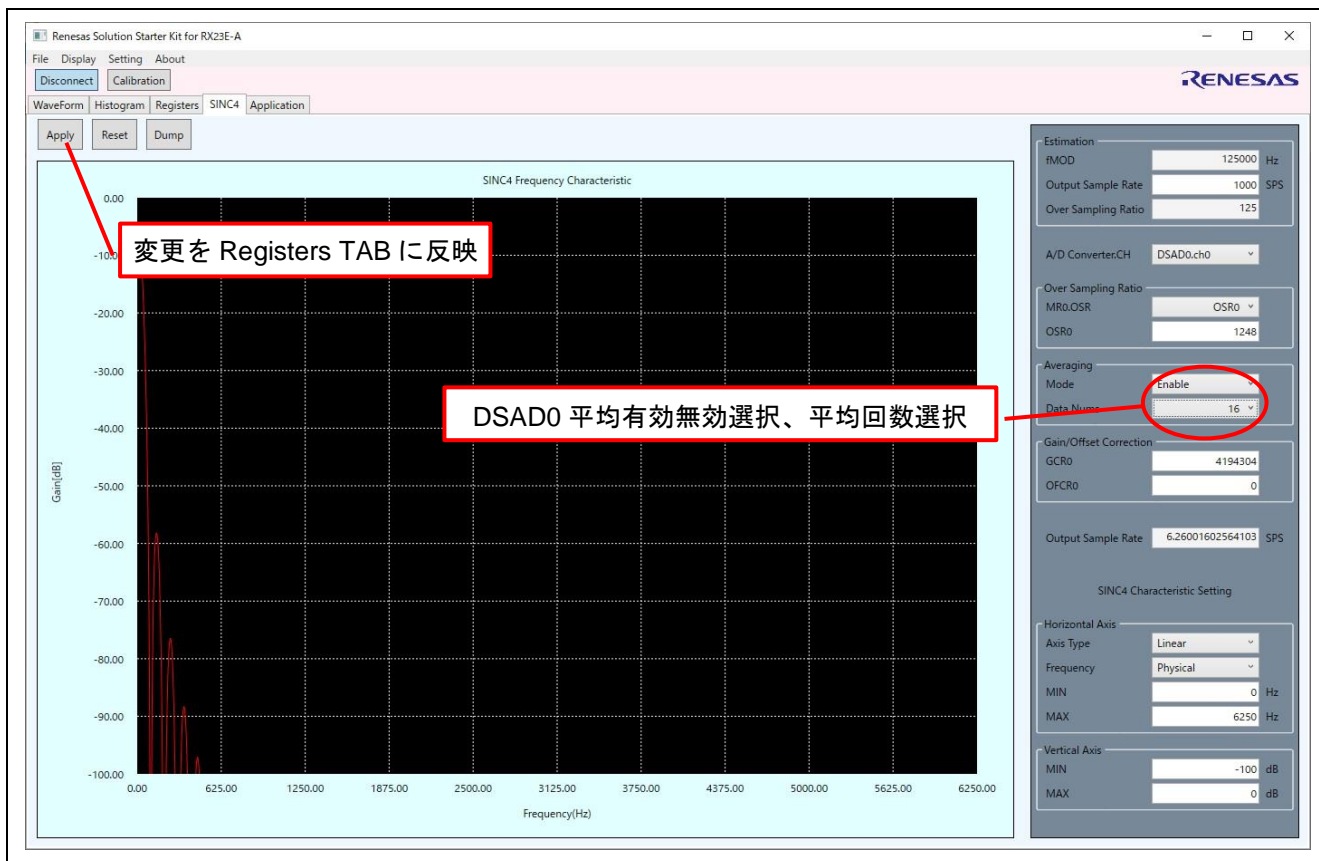 Renesas Solution Starter Kit for RX23E-A
File Display Setting About
Disconnect Calibration
RENESAS
WaveForm Histogram Registers SINC4 Application
Apply Reset Dump
SINC4 Frequency Characteristic
変更を Registers TAB に反映
DSAD0 平均有効無効選択、平均回数選択
Gain[dB]
0.00
-10.00
-20.00
-30.00
-40.00
-50.00
-60.00
-70.00
-80.00
-90.00
-100.00
0.00 625.00 1250.00 1875.00 2500.00 3125.00 3750.00 4375.00 5000.00 5625.00 6250.00
Frequency(Hz)
Estimation
fMOD 125000 Hz
Output Sample Rate 1000 SPS
Over Sampling Ratio 125
A/D Converter.CH DSAD0.ch0
Over Sampling Ratio
MR0.OSR OSR0
OSR0 1248
Averaging
Mode Enable
Data Nums 16
Gain/Offset Correction
GCR0 4194304
OFCR0 0
Output Sample Rate 6.26001602564103 SPS
SINC4 Characteristic Setting
Horizontal Axis
Axis Type Linear
Frequency Physical
MIN 0 Hz
MAX 6250 Hz
Vertical Axis
MIN -100 dB
MAX 0 dB